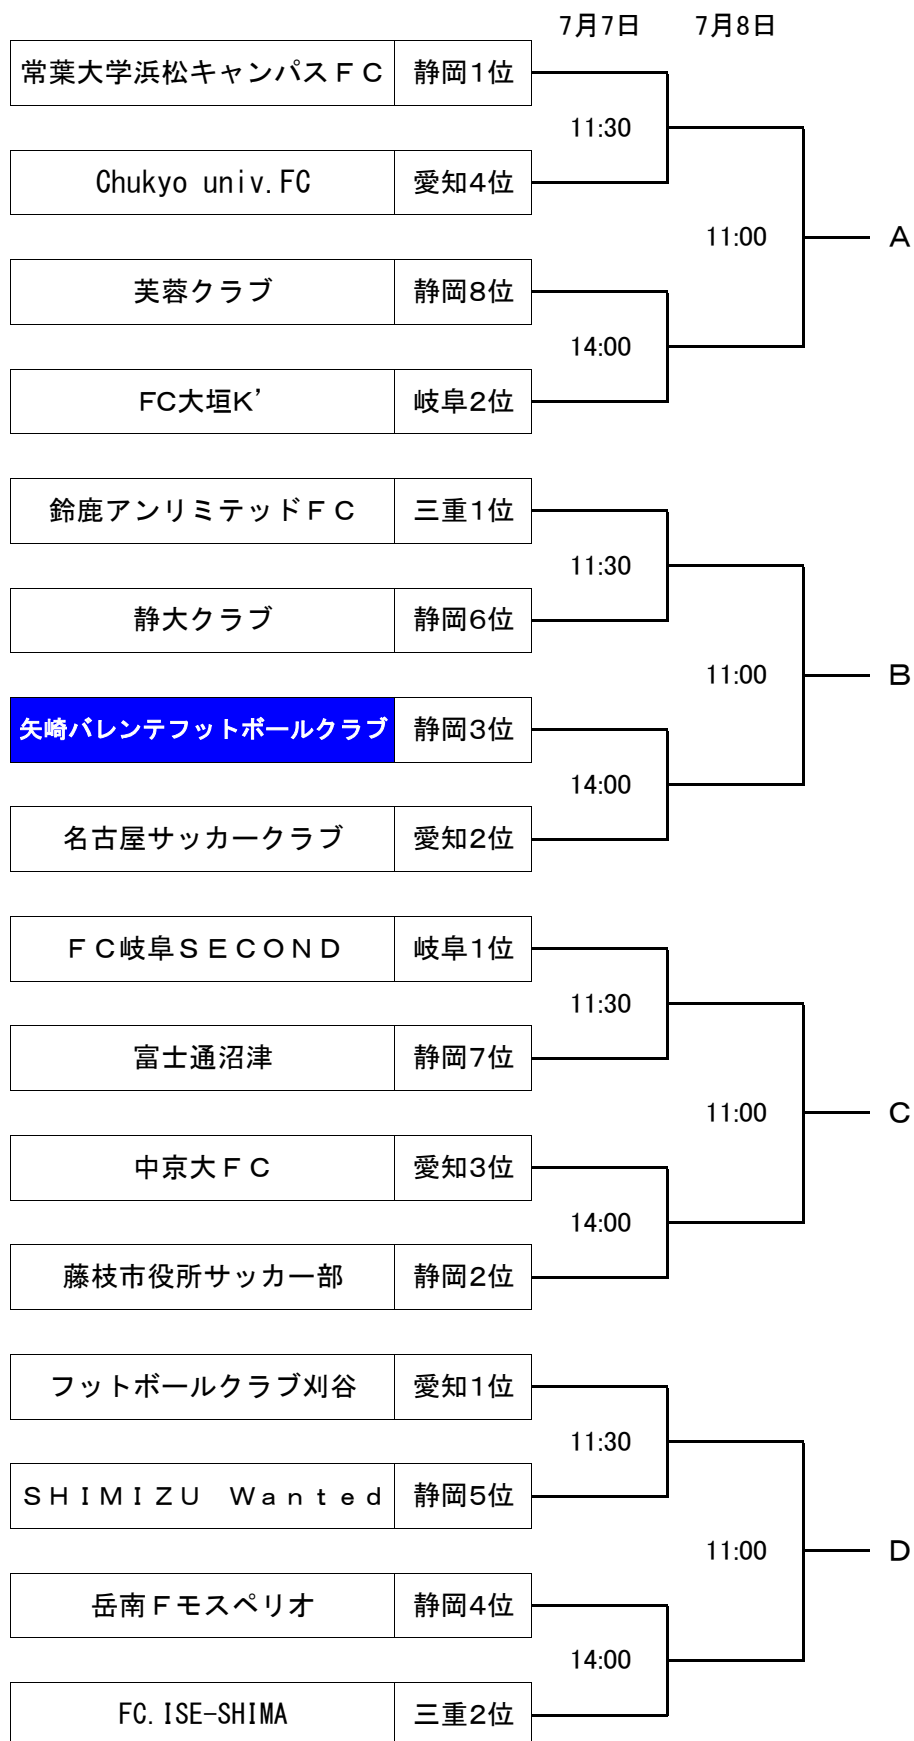 7月7日 7月8日
常葉大学浜松キャンパスＦＣ 静岡1位
11:30
Chukyo univ.FC 愛知4位
11:00 A
芙蓉クラブ 静岡8位
14:00
FC大垣K’ 岐阜2位
鈴鹿アンリミテッドＦＣ 三重1位
11:30
静大クラブ 静岡6位
11:00 B
矢崎バレンテフットボールクラブ 静岡3位
14:00
名古屋サッカークラブ 愛知2位
ＦＣ岐阜ＳＥＣＯＮＤ 岐阜1位
11:30
富士通沼津 静岡7位
11:00 C
中京大ＦＣ 愛知3位
14:00
藤枝市役所サッカー部 静岡2位
フットボールクラブ刈谷 愛知1位
11:30
ＳＨＩＭＩＺＵ　Ｗａｎｔｅｄ 静岡5位
11:00 D
岳南Ｆモスペリオ 静岡4位
14:00
FC.ISE-SHIMA 三重2位